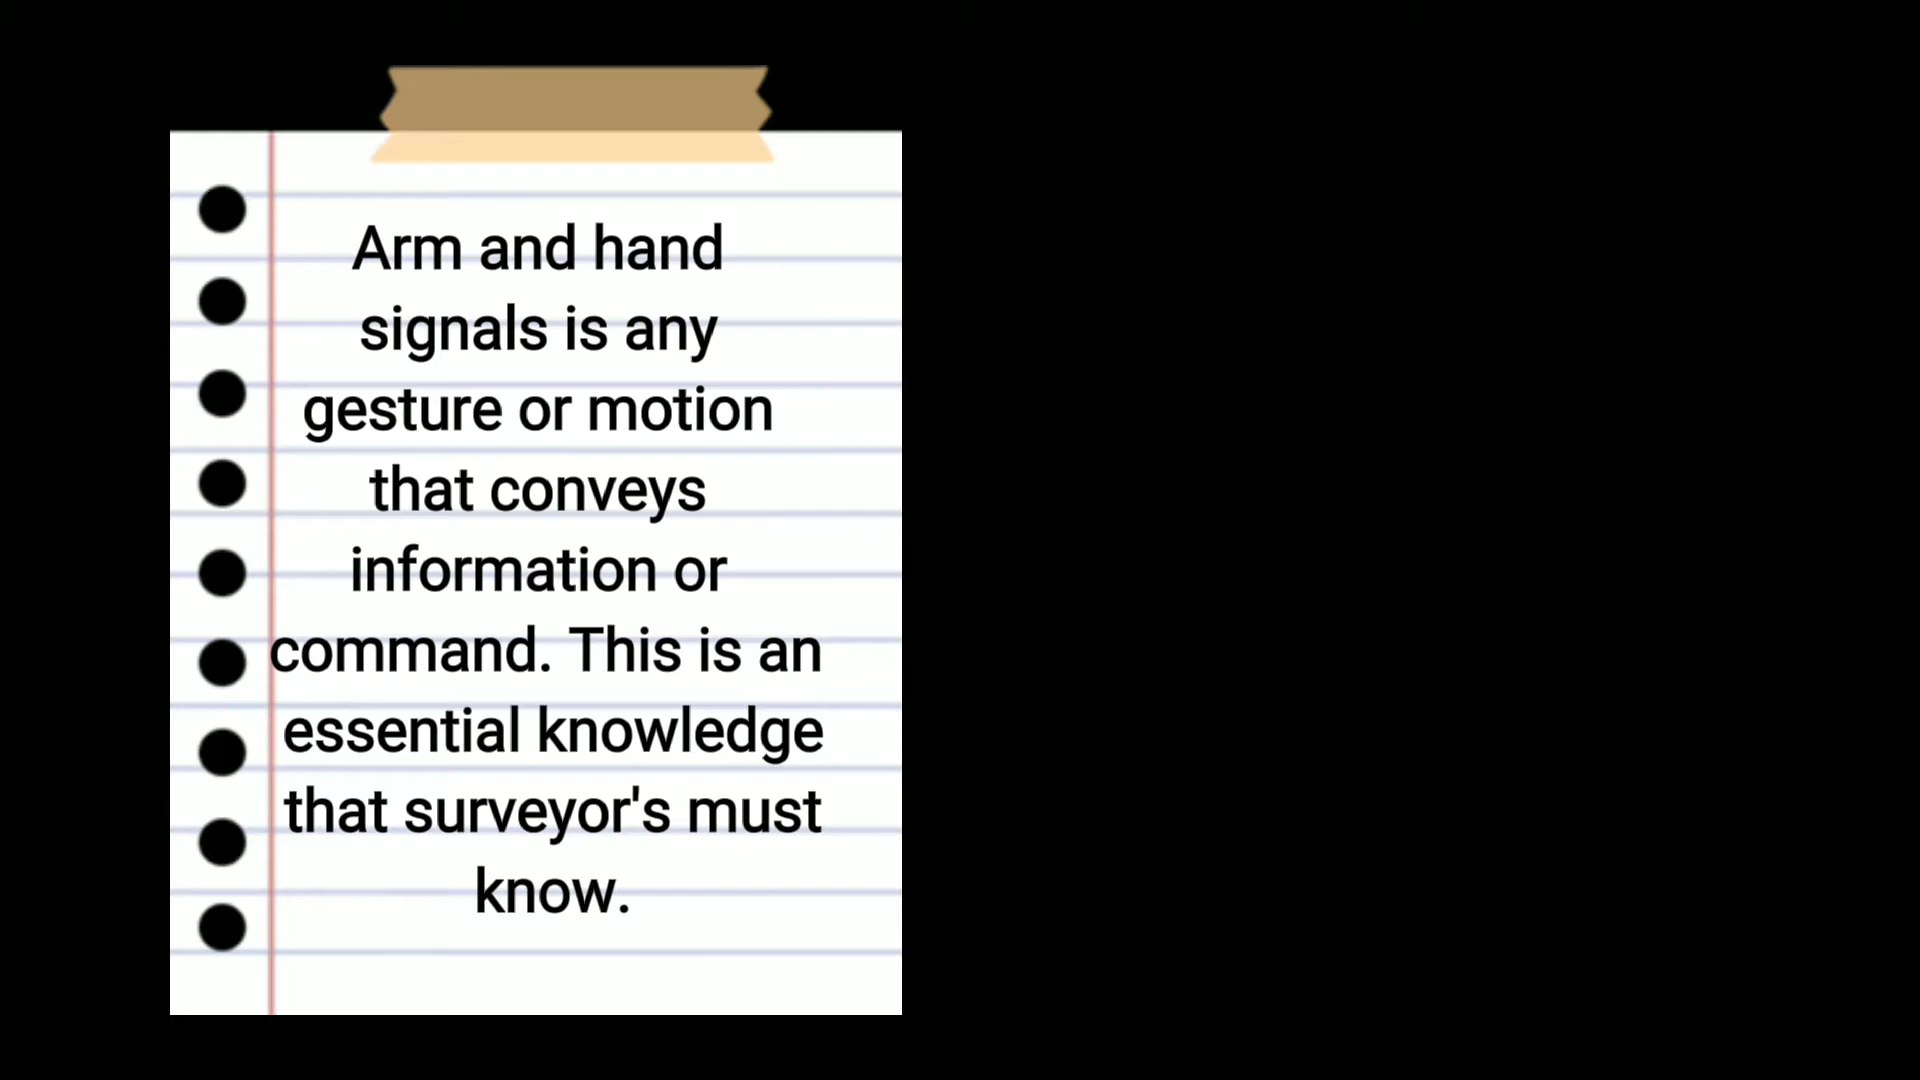 Arm and hand
signals is any
gesture or motion
that conveys
information or
command. This is an
essential knowledge
that surveyor's must
know.